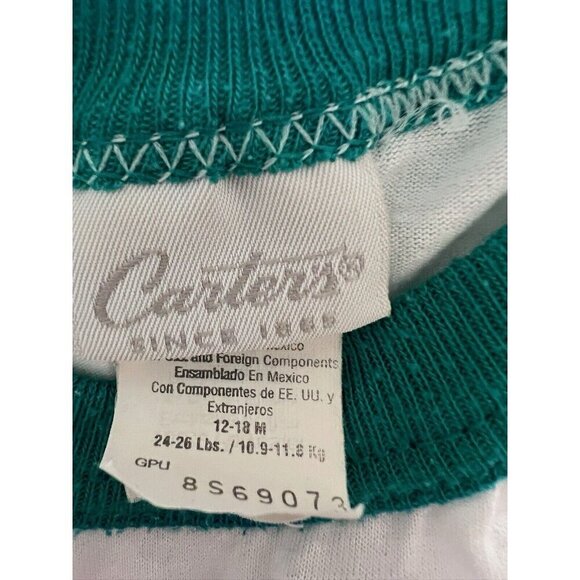 Carter's®
SINCE 1865
and Foreign Components
Ensamblado En Mexico
Con Componentes de EE. UU. y
Extranjeros
12-18 M
24-26 Lbs. / 10.9-11.8 Kg
GPU
8S69073